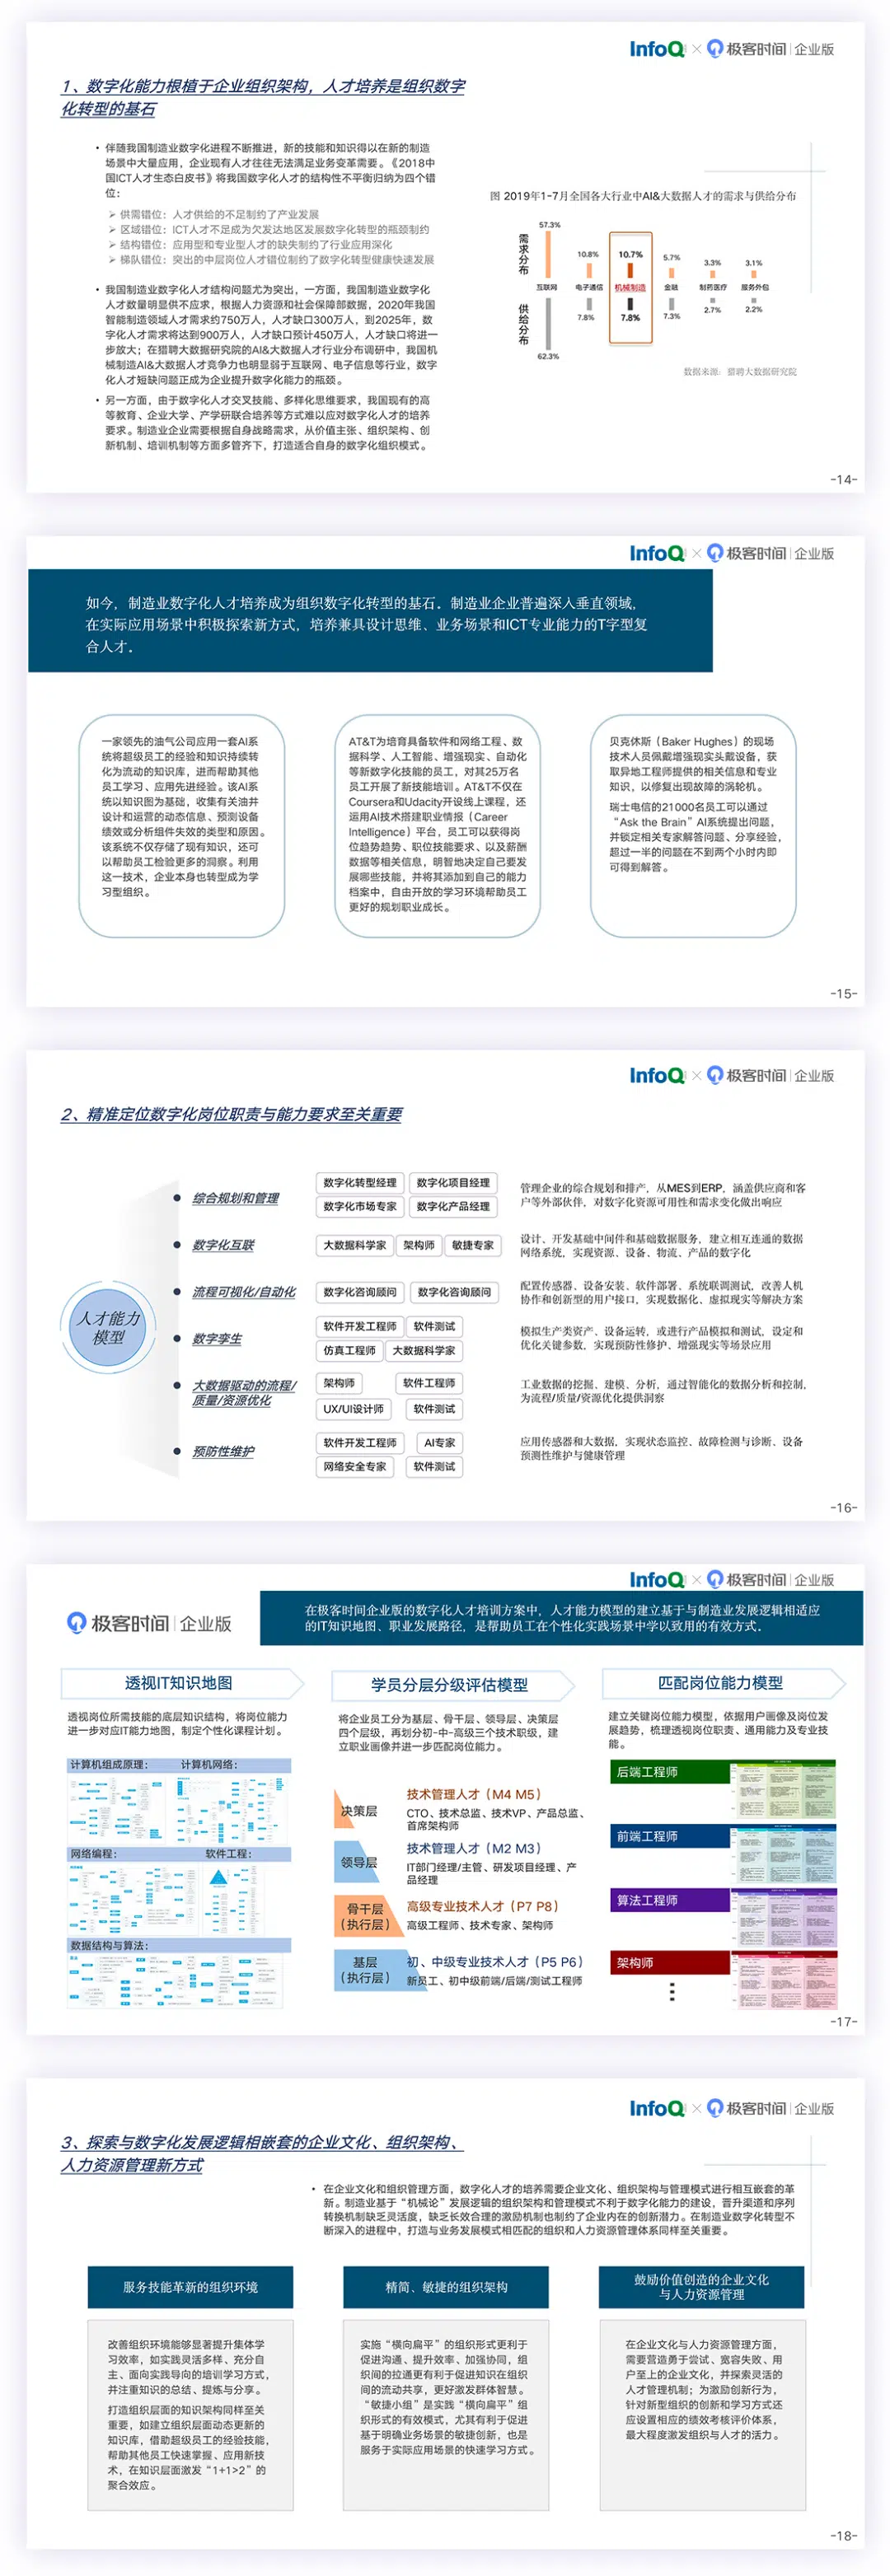 InfoQ × 极客时间 | 企业版
1、数字化能力根植于企业组织架构，人才培养是组织数字
化转型的基石
• 伴随我国制造业数字化进程不断推进，新的技能和知识得以在新的制造
场景中大量应用，企业现有人才往往无法满足业务变革需要。《2018中
国ICT人才生态白皮书》将我国数字化人才的结构性不平衡归纳为四个错
位：
➢ 供需错位：人才供给的不足制约了产业发展
➢ 区域错位：ICT人才不足成为欠发达地区发展数字化转型的瓶颈制约
➢ 结构错位：应用型和专业型人才的缺失制约了行业应用深化
➢ 梯队错位：突出的中层岗位人才错位制约了数字化转型健康快速发展
• 我国制造业数字化人才结构问题尤为突出，一方面，我国制造业数字化
人才数量明显供不应求，根据人力资源和社会保障部数据，2020年我国
智能制造领域人才需求约750万人，人才缺口300万人，到2025年，数
字化人才需求将达到900万人，人才缺口预计450万人，人才缺口将进一
步放大；在猎聘大数据研究院的AI&大数据人才行业分布调研中，我国机
械制造AI&大数据人才竞争力也明显弱于互联网、电子信息等行业，数字
化人才短缺问题正成为企业提升数字化能力的瓶颈。
• 另一方面，由于数字化人才交叉技能、多样化思维要求，我国现有的高
等教育、企业大学、产学研联合培养等方式难以应对数字化人才的培养
要求。制造业企业需要根据自身战略需求，从价值主张、组织架构、创
新机制、培训机制等方面多管齐下，打造适合自身的数字化组织模式。
图 2019年1-7月全国各大行业中AI&大数据人才的需求与供给分布
需求分布
57.3% 10.8% 10.7% 5.7% 3.3% 3.1%
互联网 电子通信 机械制造 金融 制药医疗 服务外包
供给分布
62.3% 7.8% 7.8% 7.3% 2.7% 2.2%
数据来源：猎聘大数据研究院
-14-
InfoQ × 极客时间 | 企业版
如今，制造业数字化人才培养成为组织数字化转型的基石。制造业企业普遍深入垂直领域，
在实际应用场景中积极探索新方式，培养兼具设计思维、业务场景和ICT专业能力的T字型复
合人才。
一家领先的油气公司应用一套AI系
统将超级员工的经验和知识持续转
化为流动的知识库，进而帮助其他
员工学习、应用先进经验。该AI系
统以知识图为基础，收集有关油井
设计和运营的动态信息、预测设备
绩效或分析组件失效的类型和原因。
该系统不仅存储了现有知识，还可
以帮助员工检验更多的洞察。利用
这一技术，企业本身也转型成为学
习型组织。
AT&T为培育具备软件和网络工程、数
据科学、人工智能、增强现实、自动化
等新数字化技能的员工，对其25万名
员工开展了新技能培训。AT&T不仅在
Coursera和Udacity开设线上课程，还
运用AI技术搭建职业情报（Career
Intelligence）平台，员工可以获得岗
位趋势趋势、职位技能要求、以及薪酬
数据等相关信息，明智地决定自己要发
展哪些技能，并将其添加到自己的能力
档案中，自由开放的学习环境帮助员工
更好的规划职业成长。
贝克休斯（Baker Hughes）的现场
技术人员佩戴增强现实头戴设备，获
取异地工程师提供的相关信息和专业
知识，以修复出现故障的涡轮机。
瑞士电信的21000名员工可以通过
“Ask the Brain”AI系统提出问题，
并锁定相关专家解答问题、分享经验，
超过一半的问题在不到两个小时内即
可得到解答。
-15-
InfoQ × 极客时间 | 企业版
2、精准定位数字化岗位职责与能力要求至关重要
人才能力
模型
综合规划和管理
数字化转型经理 数字化项目经理
数字化市场专家 数字化产品经理
管理企业的综合规划和排产，从MES到ERP，涵盖供应商和客
户等外部伙伴，对数字化资源可用性和需求变化做出响应
数字化互联
大数据科学家 架构师 敏捷专家
设计、开发基础中间件和基础数据服务，建立相互连通的数据
网络系统，实现资源、设备、物流、产品的数字化
流程可视化/自动化
数字化咨询顾问 数字化咨询顾问
配置传感器、设备安装、软件部署、系统联调测试，改善人机
协作和创新型的用户接口，实现数据化、虚拟现实等解决方案
数字孪生
软件开发工程师 软件测试
仿真工程师 大数据科学家
模拟生产类资产、设备运转，或进行产品模拟和测试，设定和
优化关键参数，实现预防性修护、增强现实等场景应用
大数据驱动的流程/
质量/资源优化
架构师 软件工程师
UX/UI设计师 软件测试
工业数据的挖掘、建模、分析，通过智能化的数据分析和控制，
为流程/质量/资源优化提供洞察
预防性维护
软件开发工程师 AI专家
网络安全专家 软件测试
应用传感器和大数据，实现状态监控、故障检测与诊断、设备
预测性维护与健康管理
-16-
InfoQ × 极客时间 | 企业版
极客时间 | 企业版
在极客时间企业版的数字化人才培训方案中，人才能力模型的建立基于与制造业发展逻辑相适应
的IT知识地图、职业发展路径，是帮助员工在个性化实践场景中学以致用的有效方式。
透视IT知识地图
透视岗位所需技能的底层知识结构，将岗位能力
进一步对应IT能力地图，制定个性化课程计划。
计算机组成原理： 计算机网络：
网络编程： 软件工程：
数据结构与算法：
学员分层分级评估模型
将企业员工分为基层、骨干层、领导层、决策层
四个层级，再划分初-中-高级三个技术职级，建
立职业画像并进一步匹配岗位能力。
决策层
技术管理人才（M4 M5）
CTO、技术总监、技术VP、产品总监、
首席架构师
领导层
技术管理人才（M2 M3）
IT部门经理/主管、研发项目经理、产
品经理
骨干层
（执行层）
高级专业技术人才（P7 P8）
高级工程师、技术专家、架构师
基层
（执行层）
初、中级专业技术人才（P5 P6）
新员工、初中级前端/后端/测试工程师
匹配岗位能力模型
建立关键岗位能力模型，依据用户画像及岗位发
展趋势，梳理透视岗位职责、通用能力及专业技
能。
后端工程师
前端工程师
算法工程师
架构师
-17-
InfoQ × 极客时间 | 企业版
3、探索与数字化发展逻辑相嵌套的企业文化、组织架构、
人力资源管理新方式
• 在企业文化和组织管理方面，数字化人才的培养需要企业文化、组织架构与管理模式进行相互嵌套的革
新。制造业基于“机械论”发展逻辑的组织架构和管理模式不利于数字化能力的建设，晋升渠道和序列
转换机制缺乏灵活度，缺乏长效合理的激励机制也制约了企业内在的创新潜力。在制造业数字化转型不
断深入的进程中，打造与业务发展模式相匹配的组织和人力资源管理体系同样至关重要。
服务技能革新的组织环境
改善组织环境能够显著提升集体学
习效率，如实践灵活多样、充分自
主、面向实践导向的培训学习方式，
并注重知识的总结、提炼与分享。
打造组织层面的知识架构同样至关
重要，如建立组织层面动态更新的
知识库，借助超级员工的经验技能，
帮助其他员工快速掌握、应用新技
术，在知识层面激发“1+1>2”的
聚合效应。
精简、敏捷的组织架构
实施“横向扁平”的组织形式更利于
促进沟通、提升效率、加强协同，组
织间的拉通更有利于促进知识在组织
间的流动共享，更好激发群体智慧。
“敏捷小组”是实践“横向扁平”组
织形式的有效模式，尤其有利于促进
基于明确业务场景的敏捷创新，也是
服务于实际应用场景的快速学习方式。
鼓励价值创造的企业文化
与人力资源管理
在企业文化与人力资源管理方面，
需要营造勇于尝试、宽容失败、用
户至上的企业文化，并探索灵活的
人才管理机制；为激励创新行为，
针对新型组织的创新和学习方式还
应设置相应的绩效考核评价体系，
最大程度激发组织与人才的活力。
-18-